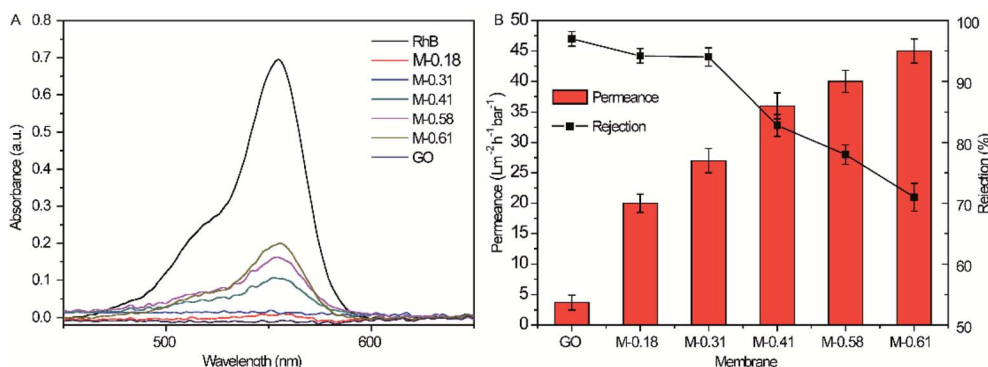 A
0.8
0.7
0.6
0.5
0.4
0.3
0.2
0.1
0.0
Absorbance (a.u.)
500
600
Wavelength (nm)
RhB
M-0.18
M-0.31
M-0.41
M-0.58
M-0.61
GO
B
50
45
40
35
30
25
20
15
10
5
0
Permeance (Lm⁻²h⁻¹bar⁻¹)
Permeance
Rejection
GO
M-0.18
M-0.31
M-0.41
M-0.58
M-0.61
Membrane
100
90
80
70
60
50
Rejection (%)